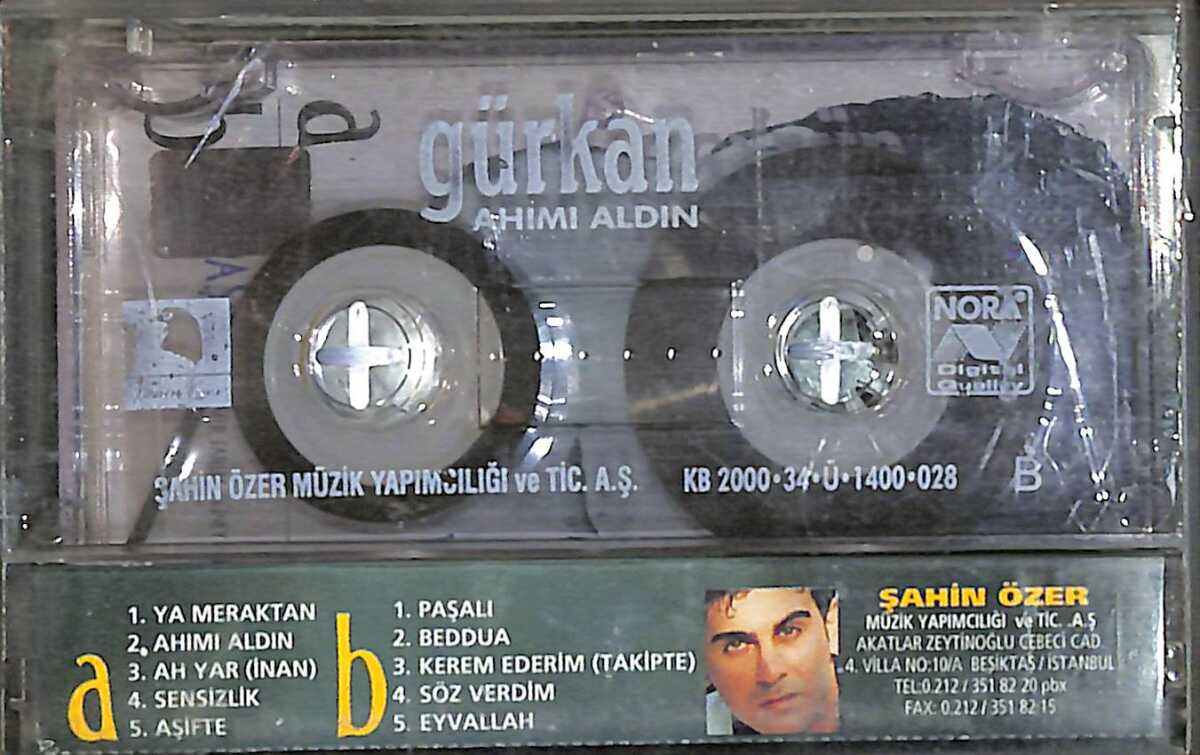 a
b
gürkan
AHIMI ALDIN
NORA
Digital
Quality
ŞAHİN ÖZER MÜZİK YAPIMCILIĞI ve TİC. A.Ş.
KB 2000·34·Ü·1400·028
B
a
1. YA MERAKTAN
2. AHIMI ALDIN
3. AH YAR (İNAN)
4. SENSİZLİK
5. AŞİFTE
b
1. PAŞALI
2. BEDDUA
3. KEREM EDERİM (TAKİPTE)
4. SÖZ VERDİM
5. EYVALLAH
ŞAHİN ÖZER
MÜZİK YAPIMCILIĞI ve TİC. .A.Ş
AKATLAR ZEYTİNOĞLU CEBECİ CAD.
4. VİLLA NO:10/A BEŞİKTAŞ / İSTANBUL
TEL:0.212 / 351 82 20 pbx
FAX: 0.212 / 351 82 15